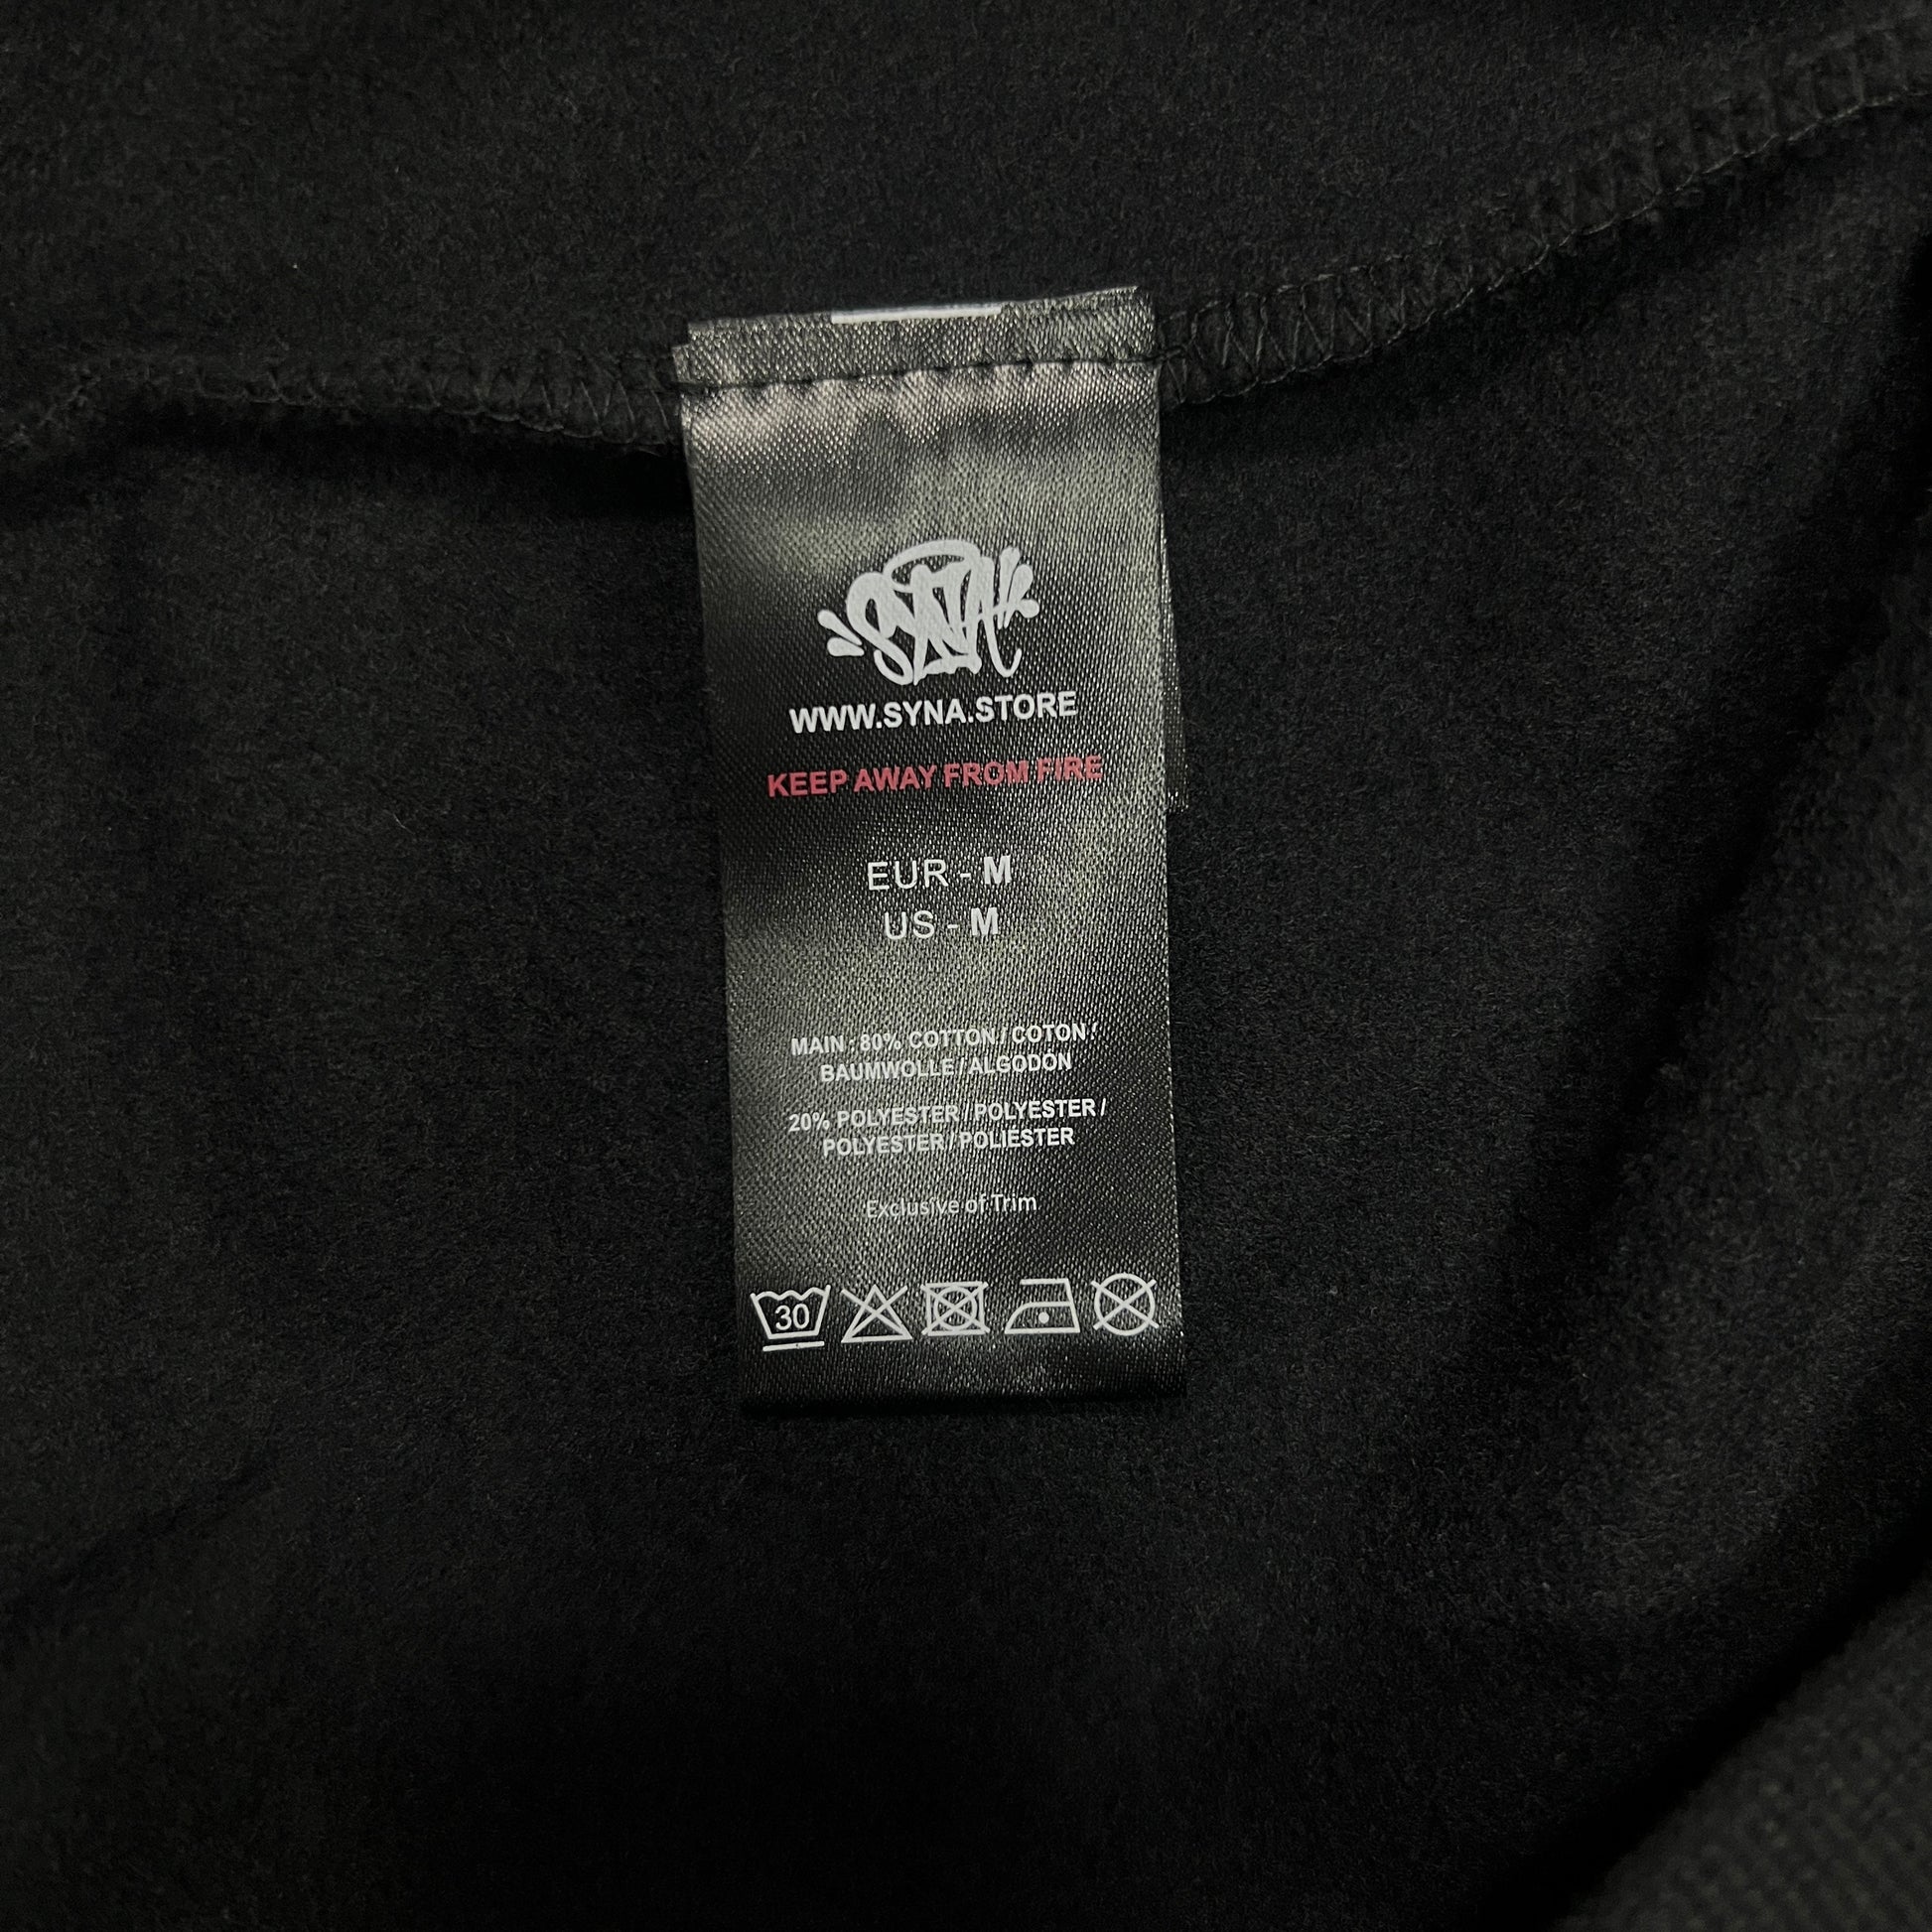 SYNA
WWW.SYNA.STORE
KEEP AWAY FROM FIRE
EUR - M
US - M
MAIN : 80% COTTON / COTON /
BAUMWOLLE / ALGODON
20% POLYESTER / POLYESTER /
POLYESTER / POLIESTER
Exclusive of Trim
30